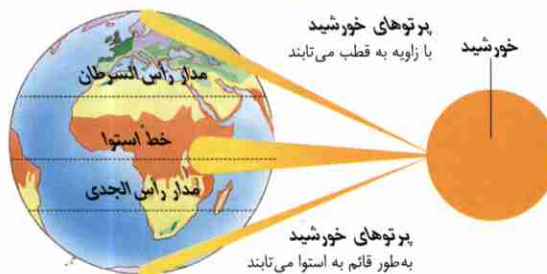 پرتوهای خورشید
با زاویه به قطب می‌تابند
خورشید
مدار رأس السرطان
خط استوا
مدار رأس الجدی
پرتوهای خورشید
به‌طور قائم به استوا می‌تابند